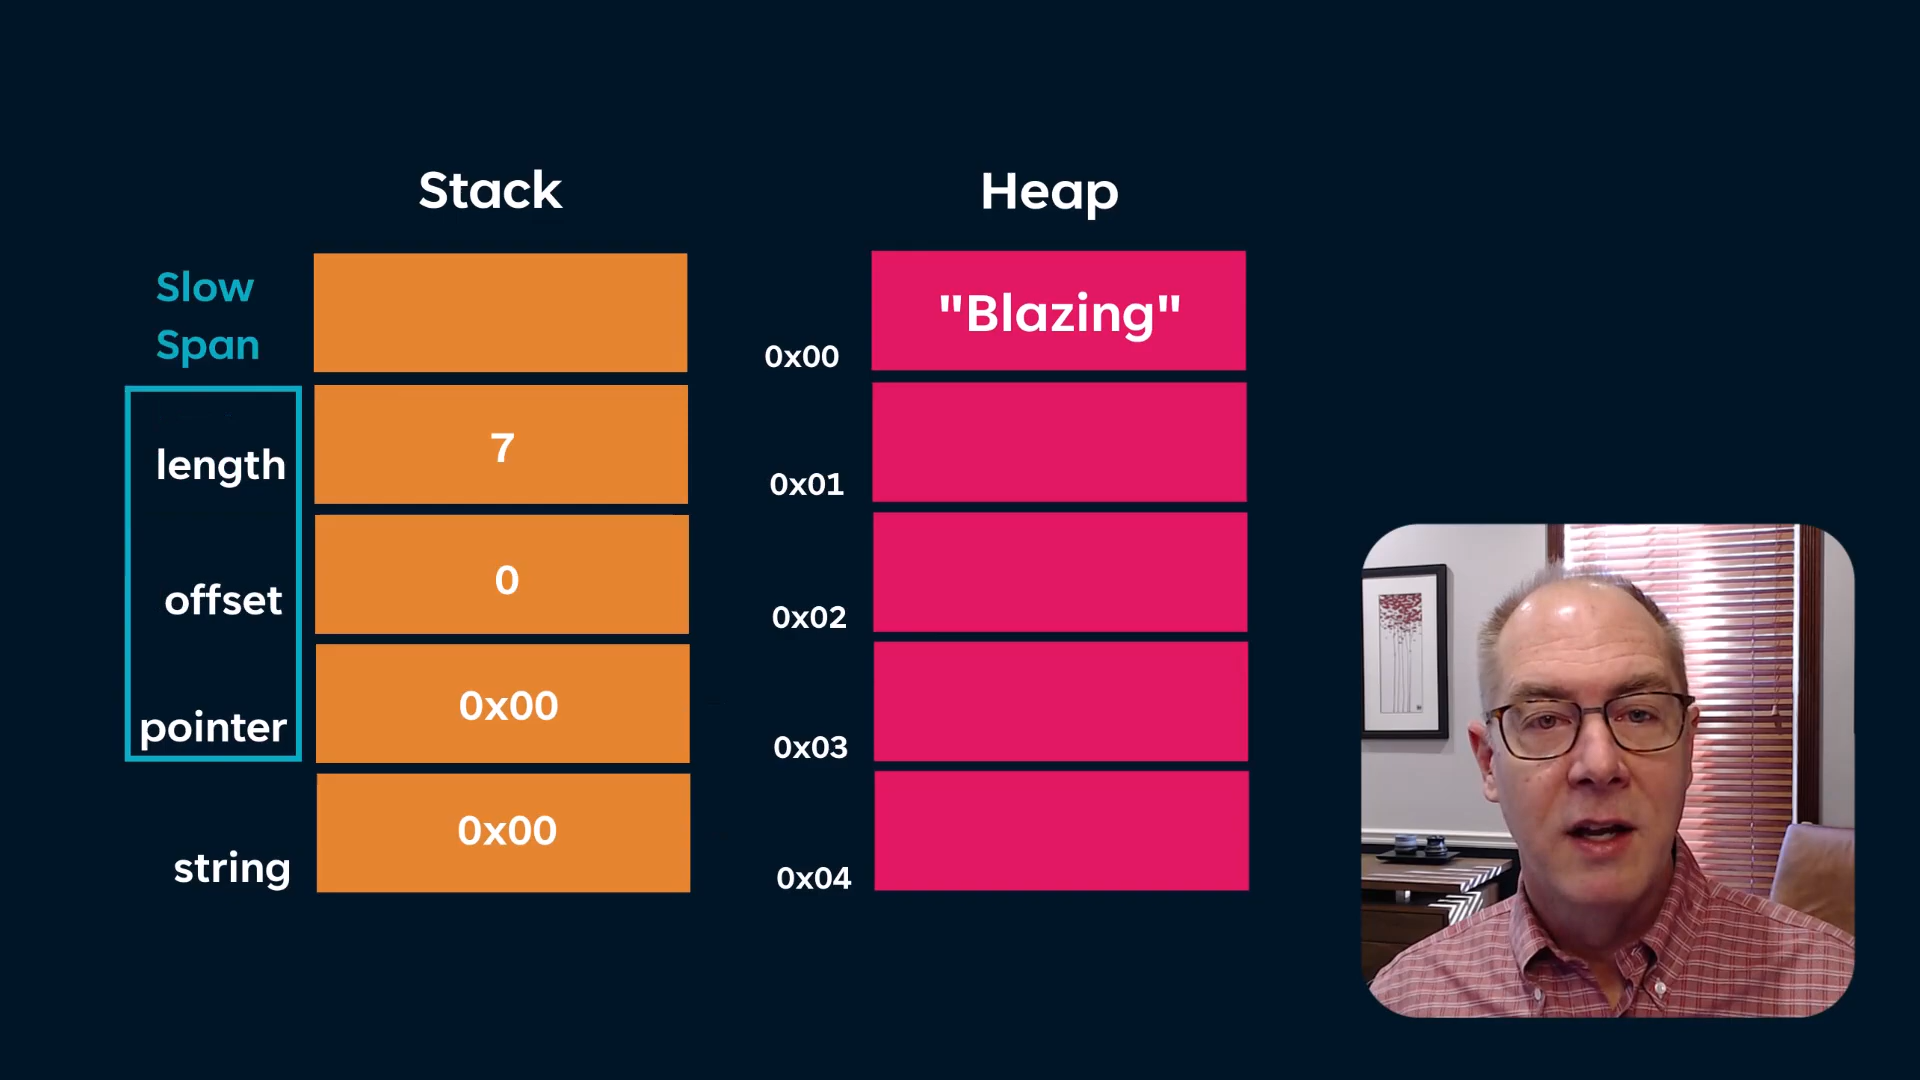 Stack
Heap
Slow
Span
"Blazing"
0x00
length
7
0x01
offset
0
0x02
pointer
0x00
0x03
string
0x00
0x04